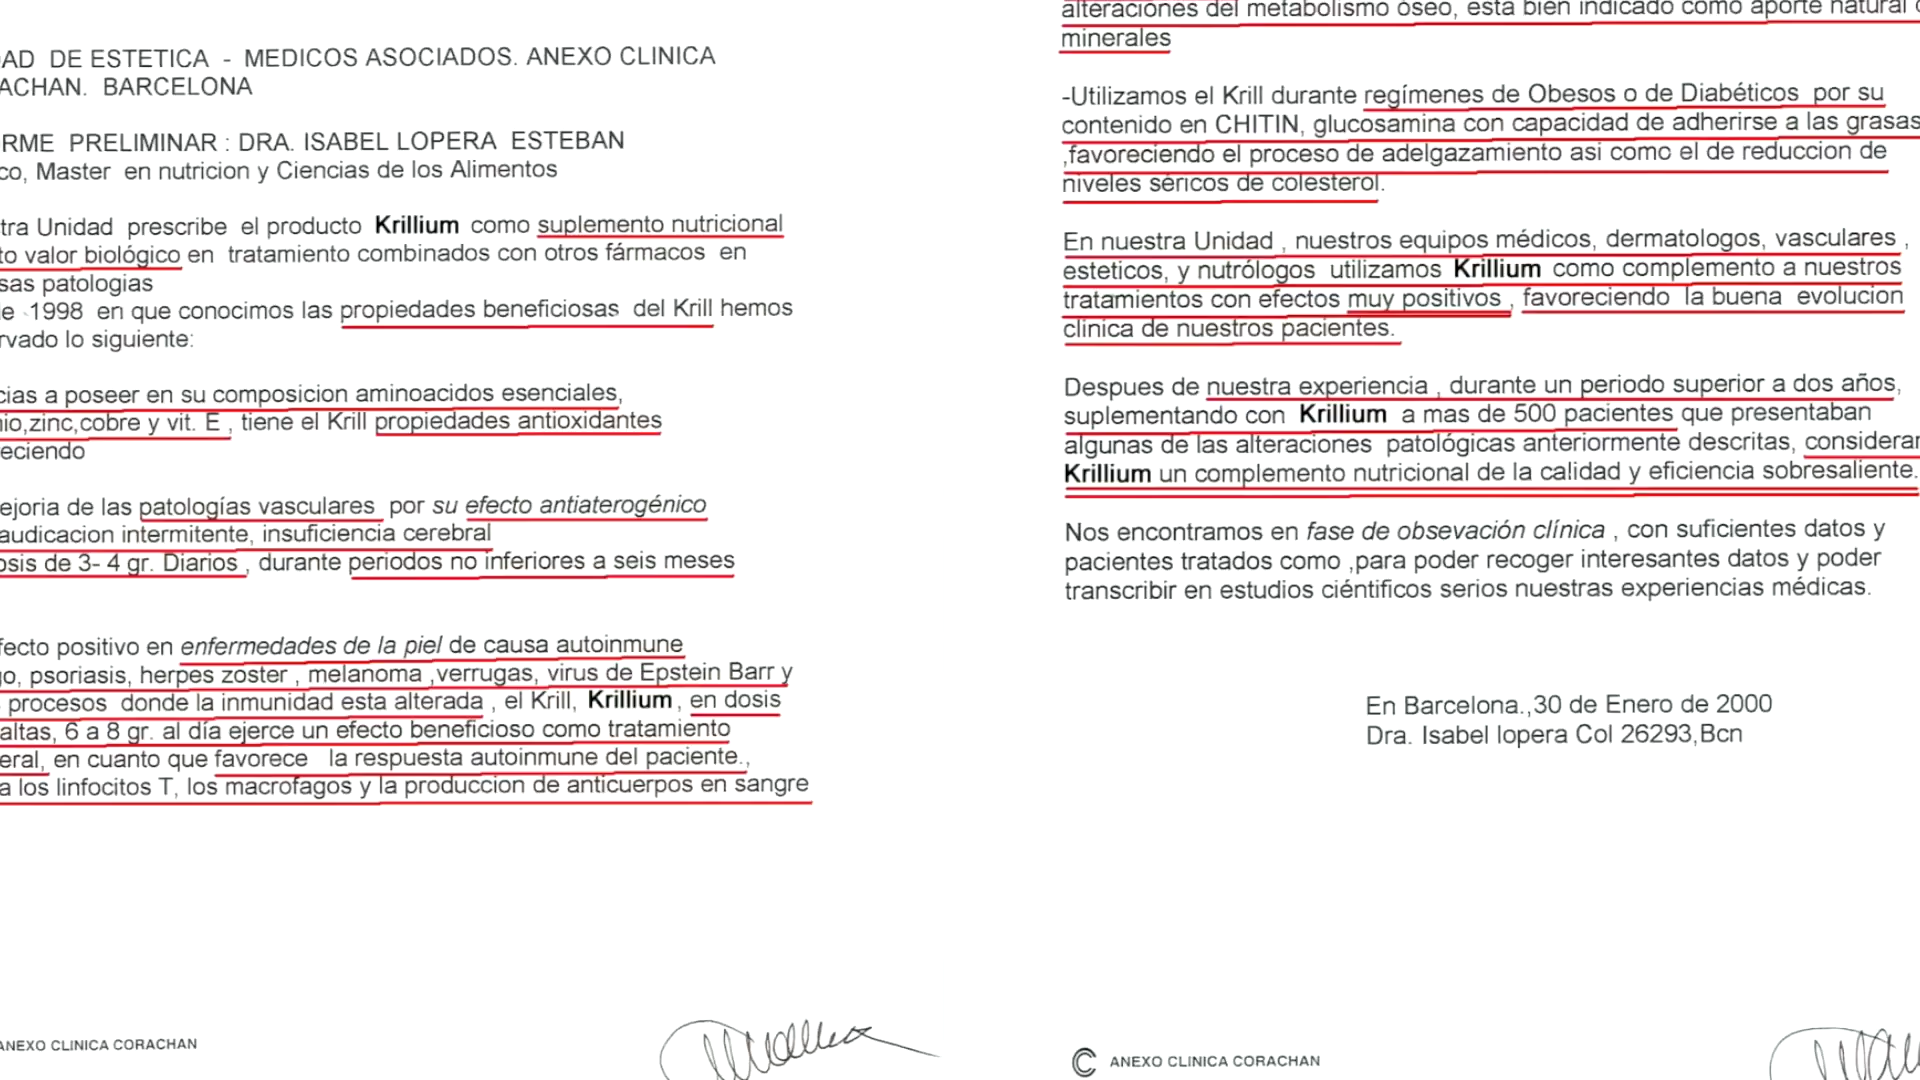 DAD DE ESTETICA - MEDICOS ASOCIADOS. ANEXO CLINICA
ACHAN. BARCELONA
RME PRELIMINAR : DRA. ISABEL LOPERA ESTEBAN
co, Master en nutricion y Ciencias de los Alimentos
tra Unidad prescribe el producto Krillium como suplemento nutricional
to valor biológico en tratamiento combinados con otros fármacos en
sas patologias
le 1998 en que conocimos las propiedades beneficiosas del Krill hemos
rvado lo siguiente:
cias a poseer en su composicion aminoacidos esenciales,
nio,zinc,cobre y vit. E , tiene el Krill propiedades antioxidantes
eciendo
ejoria de las patologías vasculares por su efecto antiaterogénico
audicacion intermitente, insuficiencia cerebral
osis de 3- 4 gr. Diarios , durante periodos no inferiores a seis meses
fecto positivo en enfermedades de la piel de causa autoinmune
go, psoriasis, herpes zoster , melanoma ,verrugas, virus de Epstein Barr y
procesos donde la inmunidad esta alterada , el Krill, Krillium , en dosis
altas, 6 a 8 gr. al día ejerce un efecto beneficioso como tratamiento
eral, en cuanto que favorece la respuesta autoinmune del paciente.,
a los linfocitos T, los macrofagos y la produccion de anticuerpos en sangre
ANEXO CLINICA CORACHAN
alteraciones del metabolismo óseo, esta bien indicado como aporte natural
minerales
-Utilizamos el Krill durante regímenes de Obesos o de Diabéticos por su
contenido en CHITIN, glucosamina con capacidad de adherirse a las grasas
,favoreciendo el proceso de adelgazamiento asi como el de reduccion de
niveles séricos de colesterol.
En nuestra Unidad , nuestros equipos médicos, dermatologos, vasculares ,
esteticos, y nutrólogos utilizamos Krillium como complemento a nuestros
tratamientos con efectos muy positivos , favoreciendo la buena evolucion
clinica de nuestros pacientes.
Despues de nuestra experiencia , durante un periodo superior a dos años,
suplementando con Krillium a mas de 500 pacientes que presentaban
algunas de las alteraciones patológicas anteriormente descritas, considerar
Krillium un complemento nutricional de la calidad y eficiencia sobresaliente.
Nos encontramos en fase de obsevación clínica , con suficientes datos y
pacientes tratados como ,para poder recoger interesantes datos y poder
transcribir en estudios ciéntificos serios nuestras experiencias médicas.
En Barcelona.,30 de Enero de 2000
Dra. Isabel lopera Col 26293,Bcn
ANEXO CLINICA CORACHAN